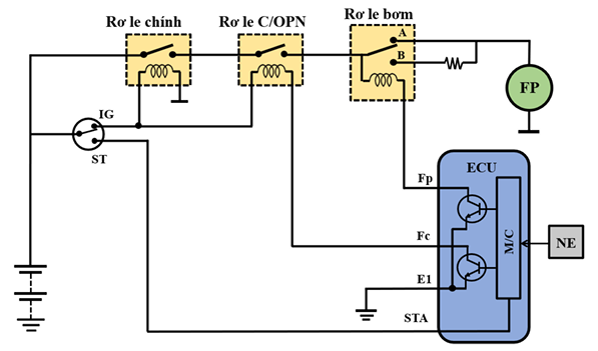 Rơ le chính
Rơ le C/OPN
Rơ le bơm
A
B
FP
IG
ST
ECU
Fp
Fc
E1
STA
M/C
NE